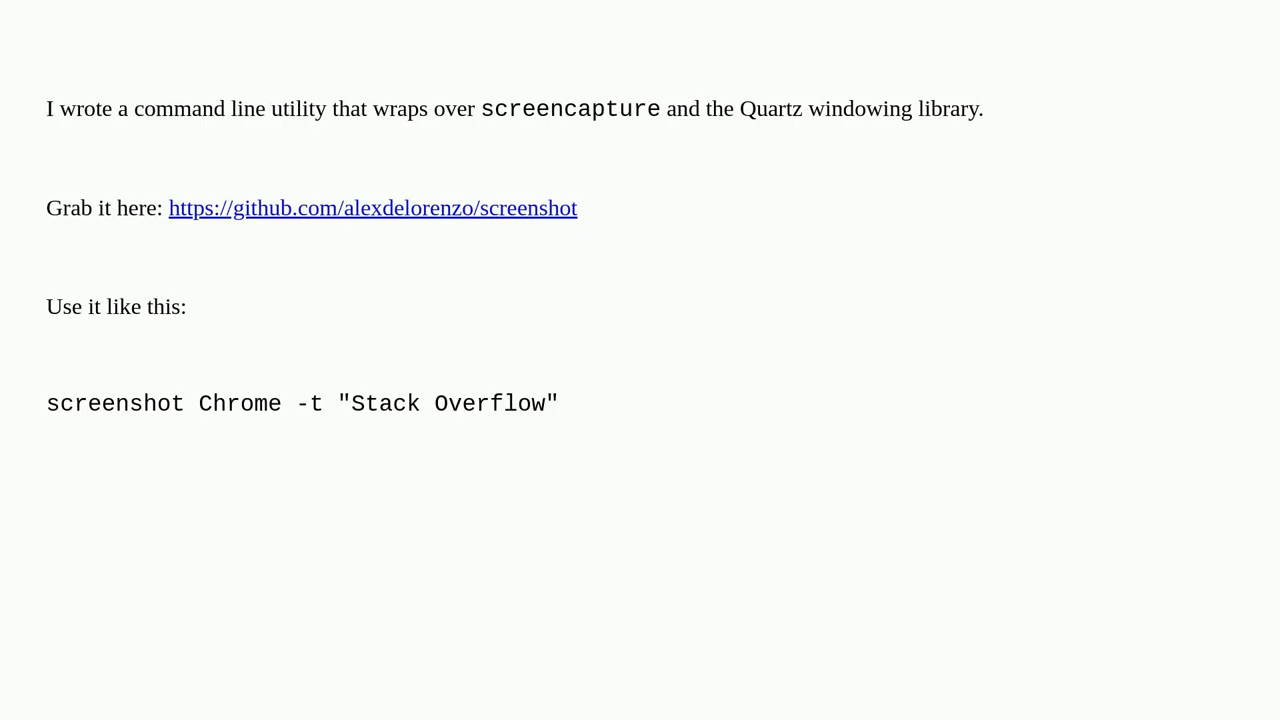 I wrote a command line utility that wraps over screencapture and the Quartz windowing library.
Grab it here: https://github.com/alexdelorenzo/screenshot
Use it like this:
screenshot Chrome -t "Stack Overflow"